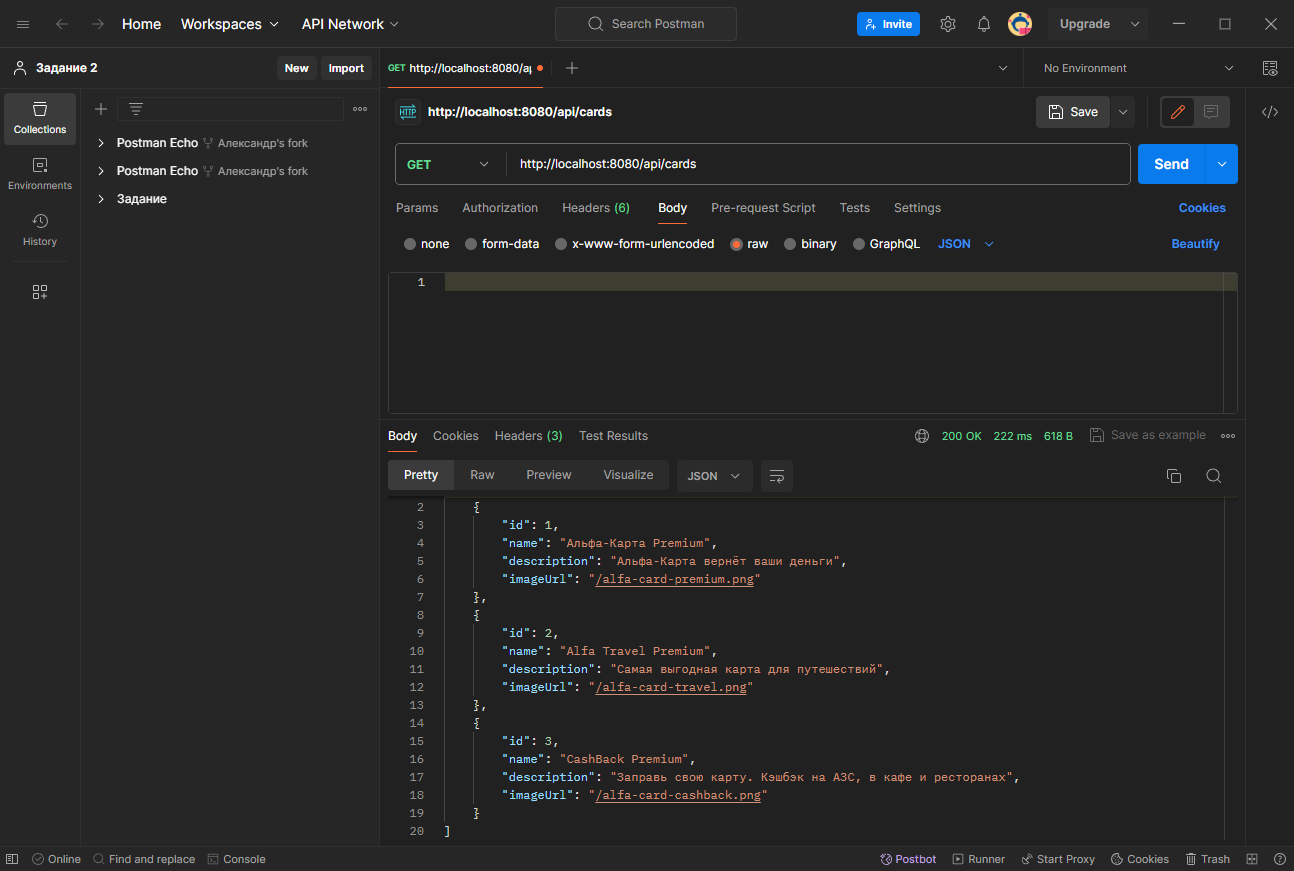 Home Workspaces API Network Search Postman Invite Upgrade
Задание 2 New Import GET http://localhost:8080/ap No Environment
Collections
Environments
History
Postman Echo Александр's fork
Postman Echo Александр's fork
Задание
HTTP http://localhost:8080/api/cards Save
GET http://localhost:8080/api/cards Send
Params Authorization Headers (6) Body Pre-request Script Tests Settings Cookies
none form-data x-www-form-urlencoded raw binary GraphQL JSON Beautify
1
Body Cookies Headers (3) Test Results 200 OK 222 ms 618 B Save as example
Pretty Raw Preview Visualize JSON
2 {
3 "id": 1,
4 "name": "Альфа-Карта Premium",
5 "description": "Альфа-Карта вернёт ваши деньги",
6 "imageUrl": "/alfa-card-premium.png"
7 },
8 {
9 "id": 2,
10 "name": "Alfa Travel Premium",
11 "description": "Самая выгодная карта для путешествий",
12 "imageUrl": "/alfa-card-travel.png"
13 },
14 {
15 "id": 3,
16 "name": "CashBack Premium",
17 "description": "Заправь свою карту. Кэшбэк на АЗС, в кафе и ресторанах",
18 "imageUrl": "/alfa-card-cashback.png"
19 }
20 ]
Online Find and replace Console Postbot Runner Start Proxy Cookies Trash